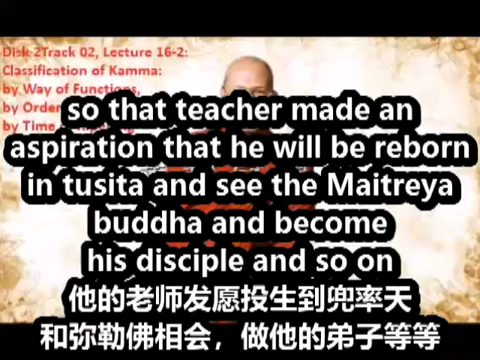 Disk 2Track 02, Lecture 16-2:
Classification of Kamma:
by Way of Functions,
by Order
by Time
so that teacher made an
aspiration that he will be reborn
in tusita and see the Maitreya
buddha and become
his disciple and so on
他的老师发愿投生到兜率天
和弥勒佛相会，做他的弟子等等